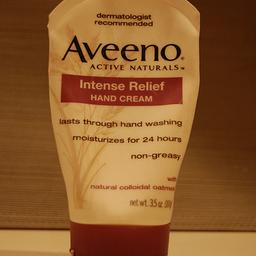 dermatologist
recommended
Aveeno®
ACTIVE NATURALS™
Intense Relief
HAND CREAM
lasts through hand washing
moisturizes for 24 hours
non-greasy
with
natural colloidal oatmeal
net wt. 3.5 oz.